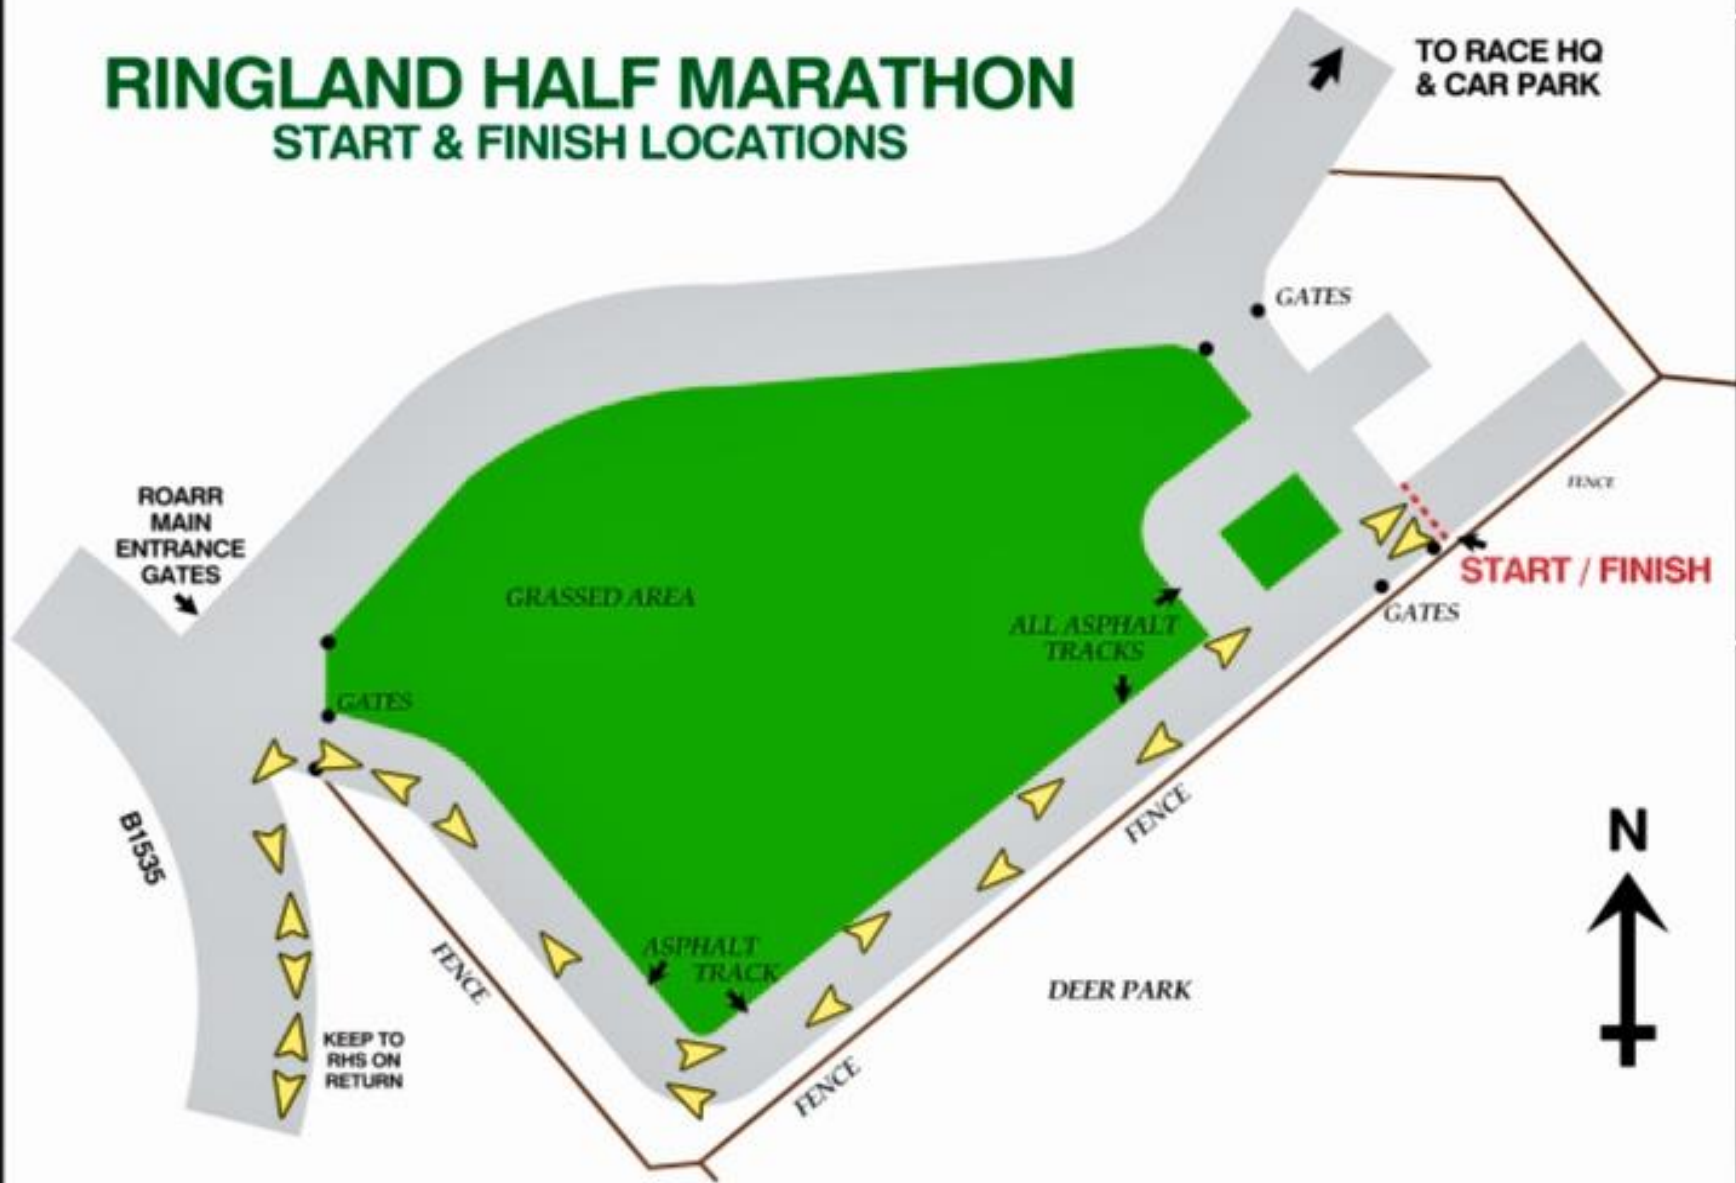 RINGLAND HALF MARATHON
START & FINISH LOCATIONS
TO RACE HQ
& CAR PARK
GATES
FENCE
ROARR
MAIN
ENTRANCE
GATES
GRASSED AREA
START / FINISH
GATES
ALL ASPHALT
TRACKS
GATES
B1535
FENCE
N
ASPHALT
TRACK
FENCE
DEER PARK
KEEP TO
RHS ON
RETURN
FENCE